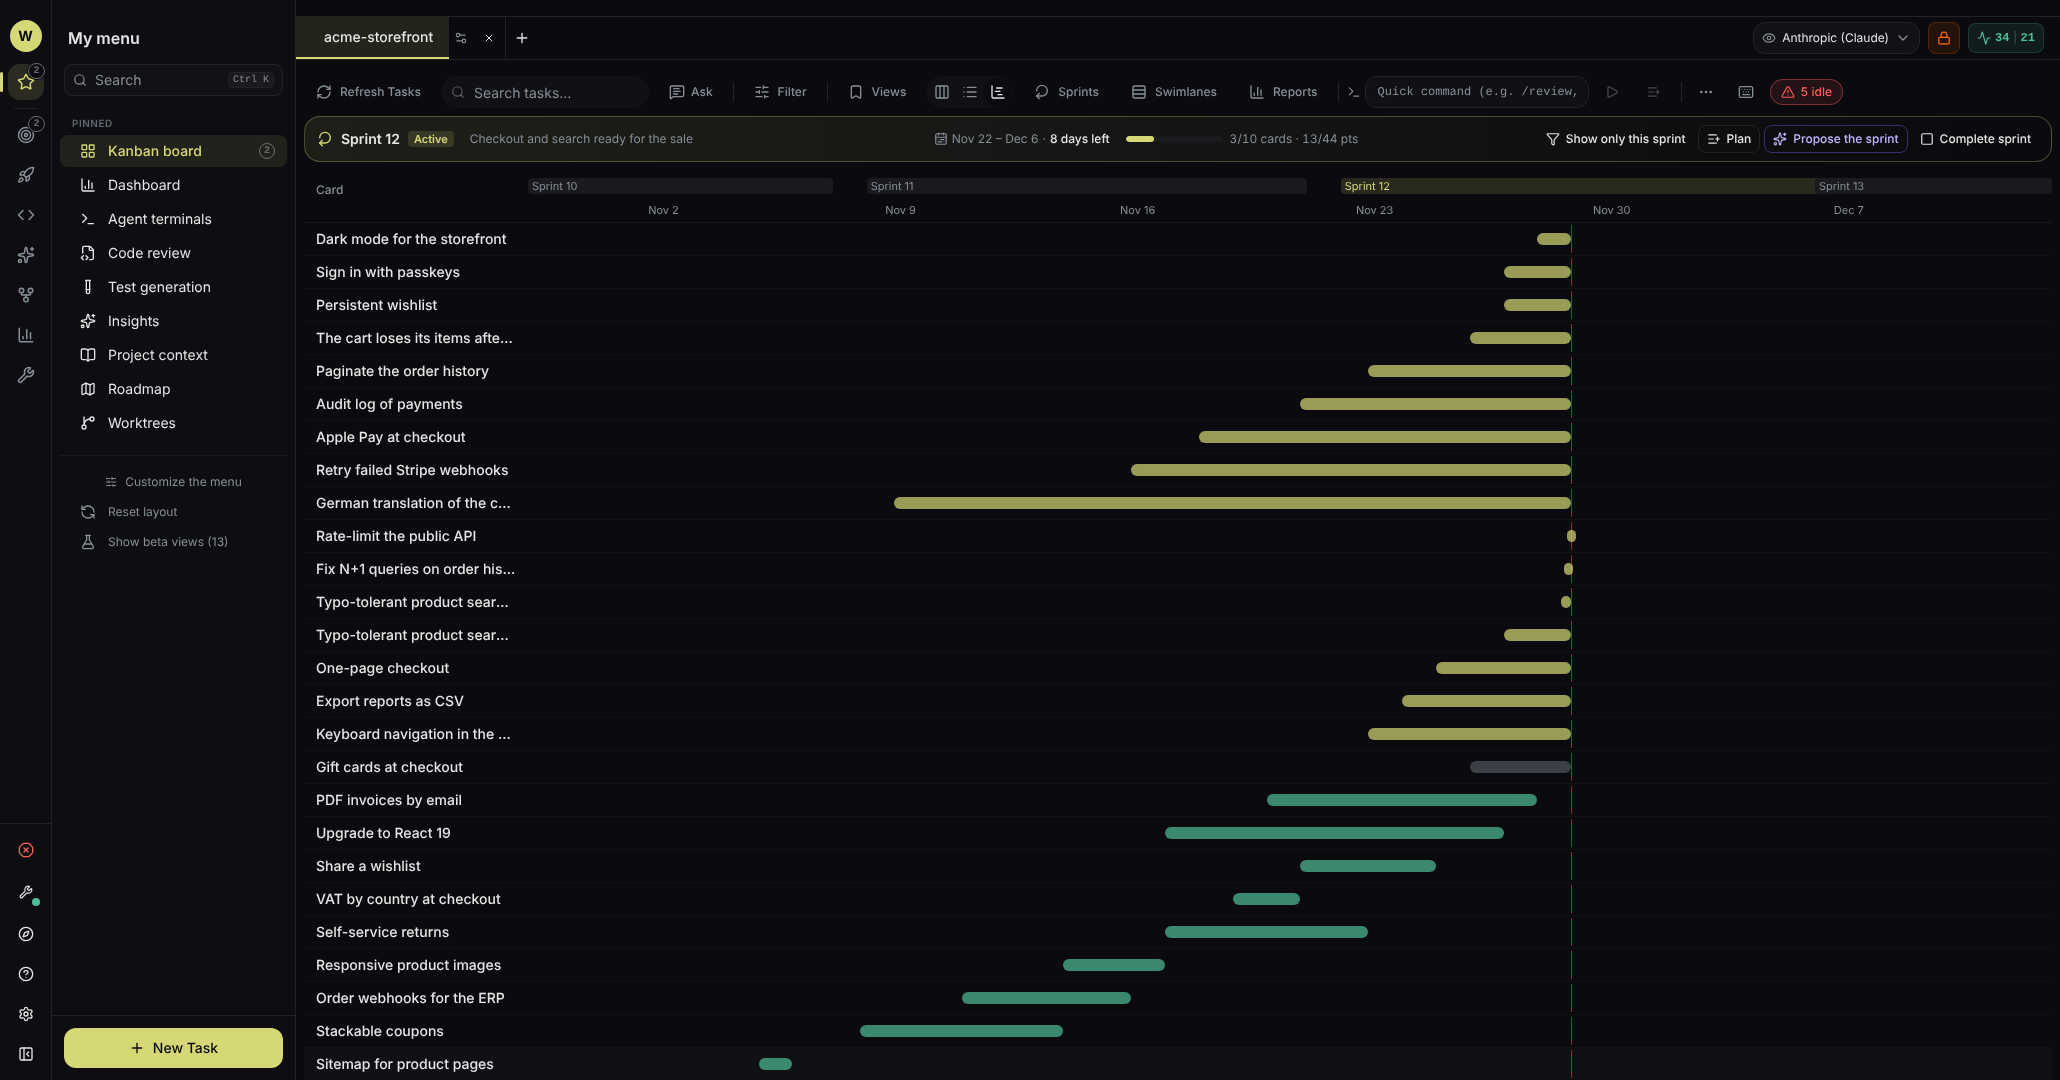 W
My menu
acme-storefront
Anthropic (Claude)
34 21
2
Search Ctrl K
Refresh Tasks
Search tasks...
Ask
Filter
Views
Sprints
Swimlanes
Reports
Quick command (e.g. /review,
5 idle
2
PINNED
Kanban board 2
Dashboard
Agent terminals
Code review
Test generation
Insights
Project context
Roadmap
Worktrees
Customize the menu
Reset layout
Show beta views (13)
New Task
Sprint 12 Active Checkout and search ready for the sale
Nov 22 – Dec 6 · 8 days left
3/10 cards · 13/44 pts
Show only this sprint
Plan
Propose the sprint
Complete sprint
Card
Sprint 10
Sprint 11
Sprint 12
Sprint 13
Nov 2
Nov 9
Nov 16
Nov 23
Nov 30
Dec 7
Dark mode for the storefront
Sign in with passkeys
Persistent wishlist
The cart loses its items afte...
Paginate the order history
Audit log of payments
Apple Pay at checkout
Retry failed Stripe webhooks
German translation of the c...
Rate-limit the public API
Fix N+1 queries on order his...
Typo-tolerant product sear...
Typo-tolerant product sear...
One-page checkout
Export reports as CSV
Keyboard navigation in the ...
Gift cards at checkout
PDF invoices by email
Upgrade to React 19
Share a wishlist
VAT by country at checkout
Self-service returns
Responsive product images
Order webhooks for the ERP
Stackable coupons
Sitemap for product pages